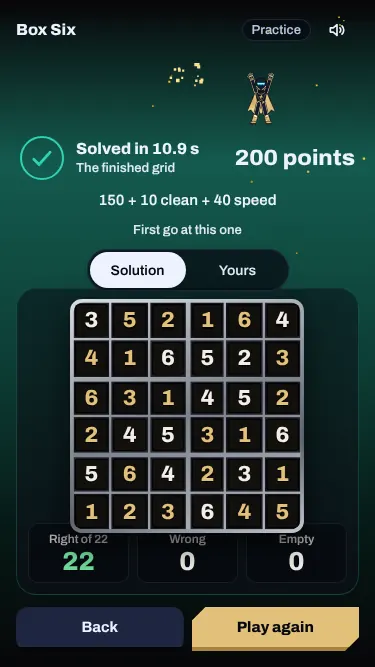 Box Six
Practice
Solved in 10.9 s
The finished grid
200 points
150 + 10 clean + 40 speed
First go at this one
Solution Yours
3 5 2 1 6 4
4 1 6 5 2 3
6 3 1 4 5 2
2 4 5 3 1 6
5 6 4 2 3 1
1 2 3 6 4 5
Right of 22 Wrong Empty
22 0 0
Back Play again